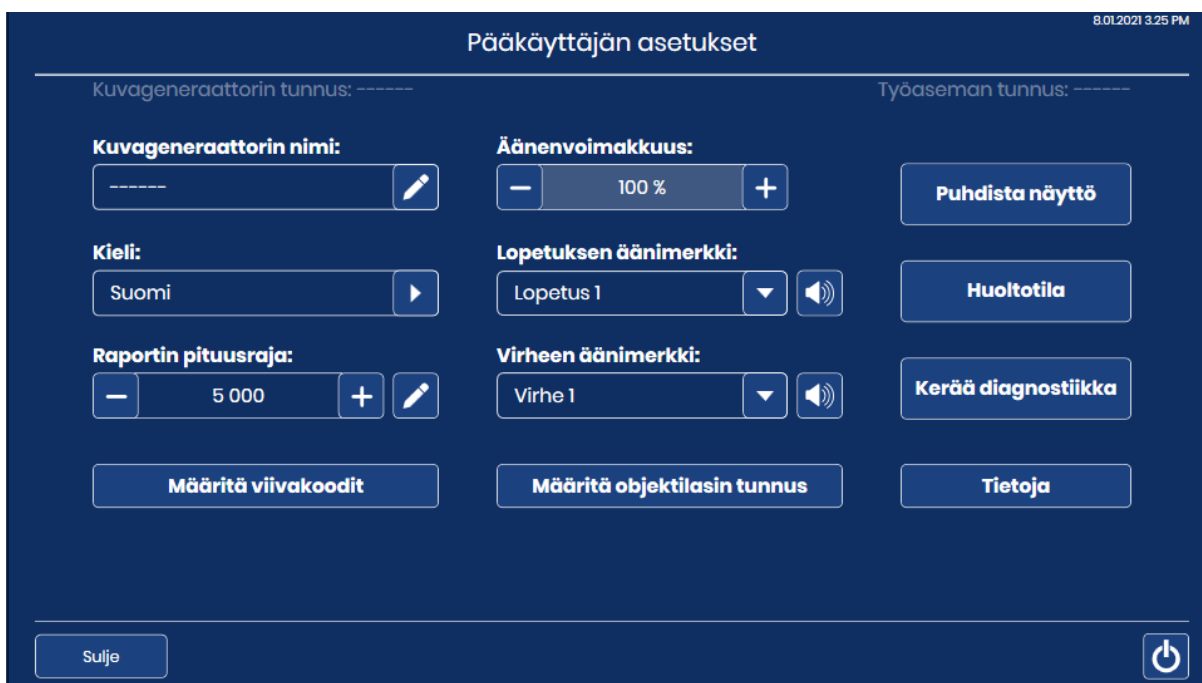 8.01.2021 3.25 PM
Pääkäyttäjän asetukset
Kuvageneraattorin tunnus: ------
Työaseman tunnus: ------
Kuvageneraattorin nimi:
------
Äänenvoimakkuus:
100 %
Puhdista näyttö
Kieli:
Suomi
Lopetuksen äänimerkki:
Lopetus 1
Huoltotila
Raportin pituusraja:
5 000
Virheen äänimerkki:
Virhe 1
Kerää diagnostiikka
Määritä viivakoodit
Määritä objektilasin tunnus
Tietoja
Sulje